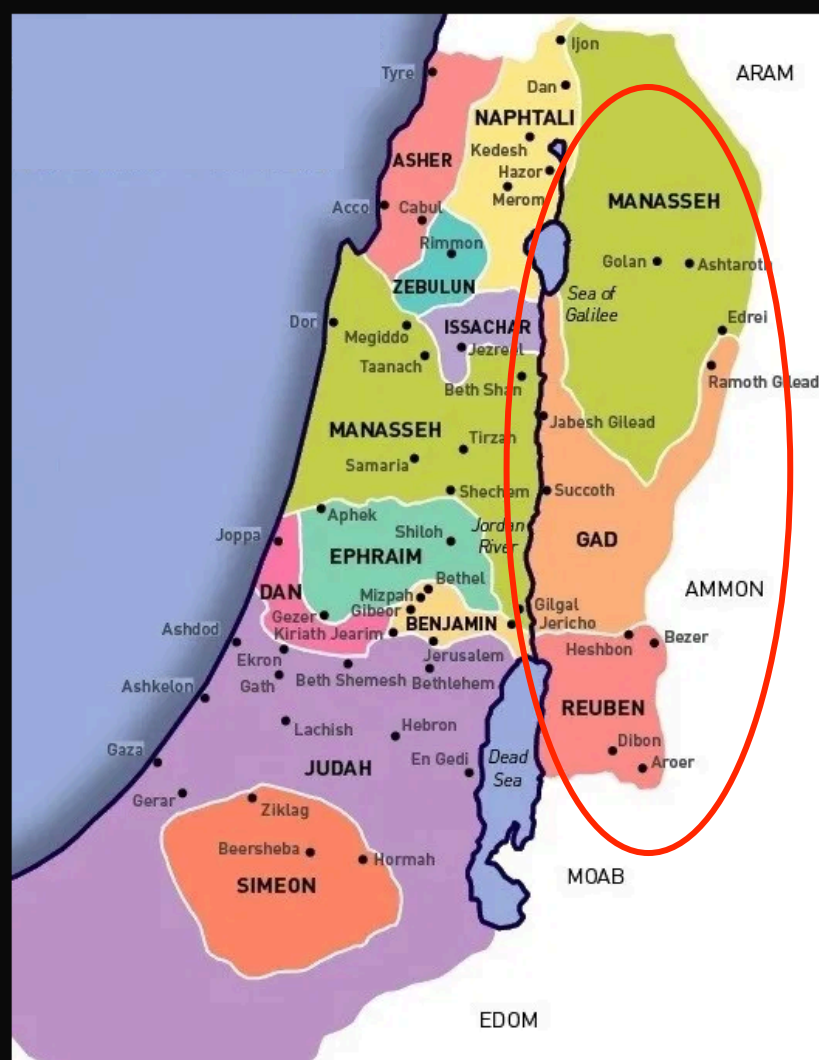 Ijon
ARAM
Tyre
Dan
NAPHTALI
Kedesh
ASHER
Hazor
Merom
MANASSEH
Acco
Cabul
Rimmon
Golan
Ashtaroth
ZEBULUN
Sea of
Galilee
Dor
ISSACHAR
Edrei
Megiddo
Jezreel
Taanach
Ramoth Gilead
Beth Shan
Jabesh Gilead
MANASSEH
Tirzah
Samaria
Shechem
Succoth
Aphek
Joppa
Shiloh
Jordan
River
GAD
EPHRAIM
Bethel
AMMON
DAN
Mizpah
Gibeor
Gilgal
Gezer
BENJAMIN
Jericho
Ashdod
Kiriath Jearim
Bezer
Heshbon
Ekron
Jerusalem
Gath
Beth Shemesh
Bethlehem
Ashkelon
REUBEN
Lachish
Hebron
Dibon
Gaza
En Gedi
Dead
Sea
Aroer
JUDAH
Gerar
Ziklag
Beersheba
Hormah
MOAB
SIMEON
EDOM